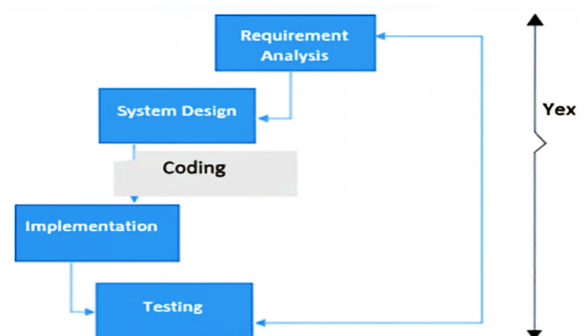 Requirement
Analysis
Yex
System Design
Coding
Implementation
Testing